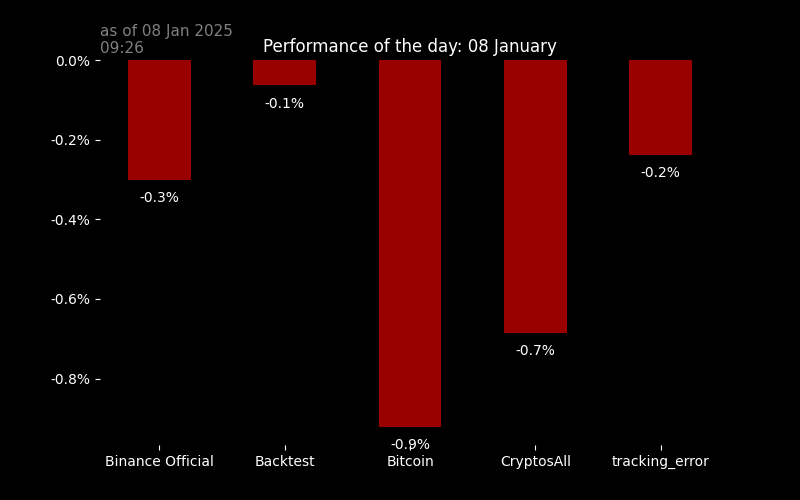 as of 08 Jan 2025
09:26
Performance of the day: 08 January
0.0%
-0.2%
-0.4%
-0.6%
-0.8%
-0.3%
-0.1%
-0.9%
-0.7%
-0.2%
Binance Official
Backtest
Bitcoin
CryptosAll
tracking_error